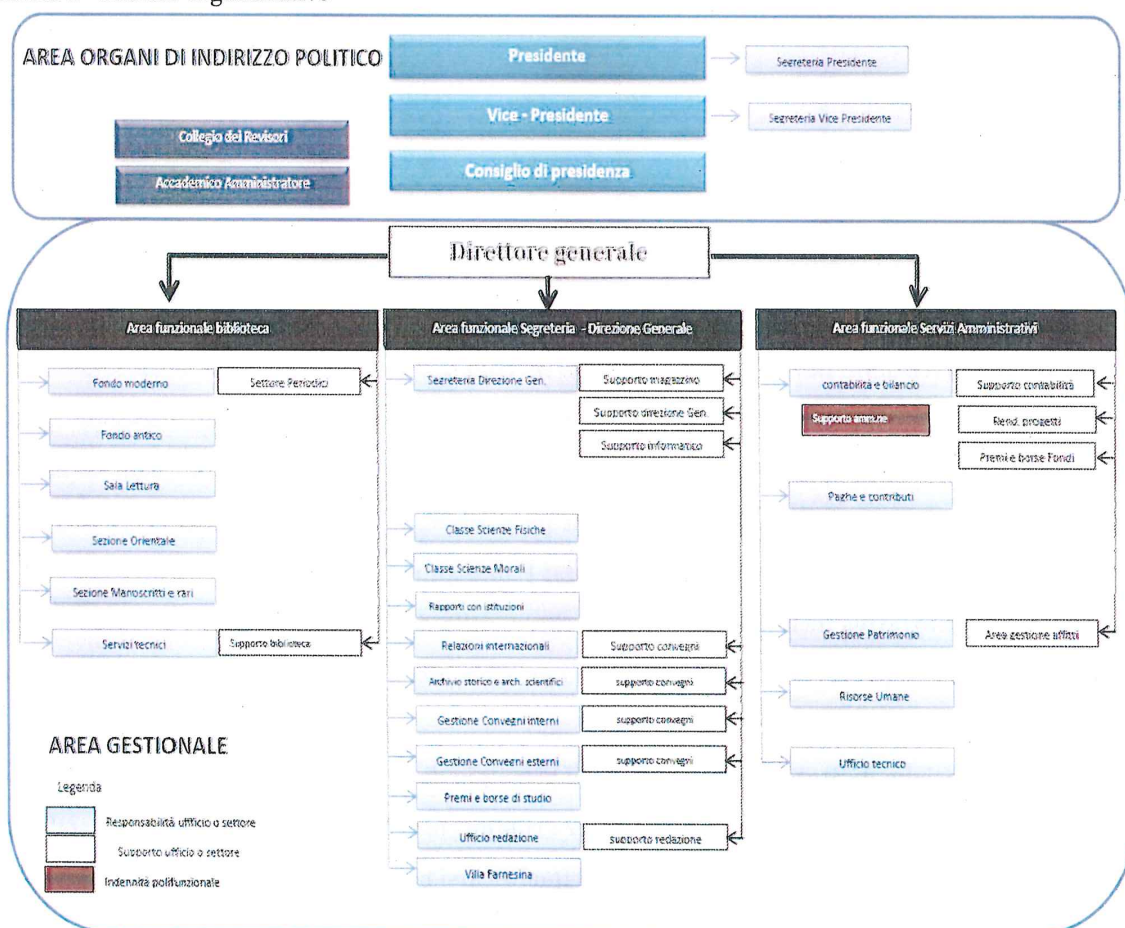 AREA ORGANI DI INDIRIZZO POLITICO
Presidente
Segreteria Presidente
Vice - Presidente
Segreteria Vice Presidente
Collegio dei Revisori
Accademico Amministratore
Consiglio di presidenza
Direttore generale
Area funzionale biblioteca
Fondo moderno
Settore Periodici
Fondo antico
Sala Lettura
Sezione Orientale
Sezione Manoscritti e rari
Servizi tecnici
Supporto biblioteca
Area funzionale Segreteria - Direzione Generale
Segreteria Direzione Gen.
Supporto magazzino
Supporto direzione Gen.
Supporto informatico
Classe Scienze Fisiche
Classe Scienze Morali
Rapporti con istituzioni
Relazioni internazionali
Supporto convegni
Archivio storico e arch. scientifici
supporto convegni
Gestione Convegni interni
supporto convegni
Gestione Convegni esterni
supporto convegni
Premi e borse di studio
Ufficio redazione
supporto redazione
Villa Farnesina
Area funzionale Servizi Amministrativi
contabilità e bilancio
Supporto contabilità
Supporto amm.ne
Rend. progetti
Premi e borse Fondi
Paghe e contributi
Gestione Patrimonio
Area gestione affitti
Risorse Umane
Ufficio tecnico
AREA GESTIONALE
Legenda
Responsabilità ufficio o settore
Supporto ufficio o settore
Indennità polifunzionale